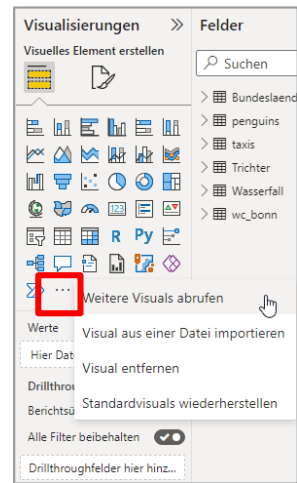 Visualisierungen
Visuelles Element erstellen
123
R
Py
Werte
Hier Dat
Drillthrou
Berichtsü
Alle Filter beibehalten
Drillthroughfelder hier hinz...
Weitere Visuals abrufen
Visual aus einer Datei importieren
Visual entfernen
Standardvisuals wiederherstellen
Felder
Suchen
Bundeslaend
penguins
taxis
Trichter
Wasserfall
wc_bonn